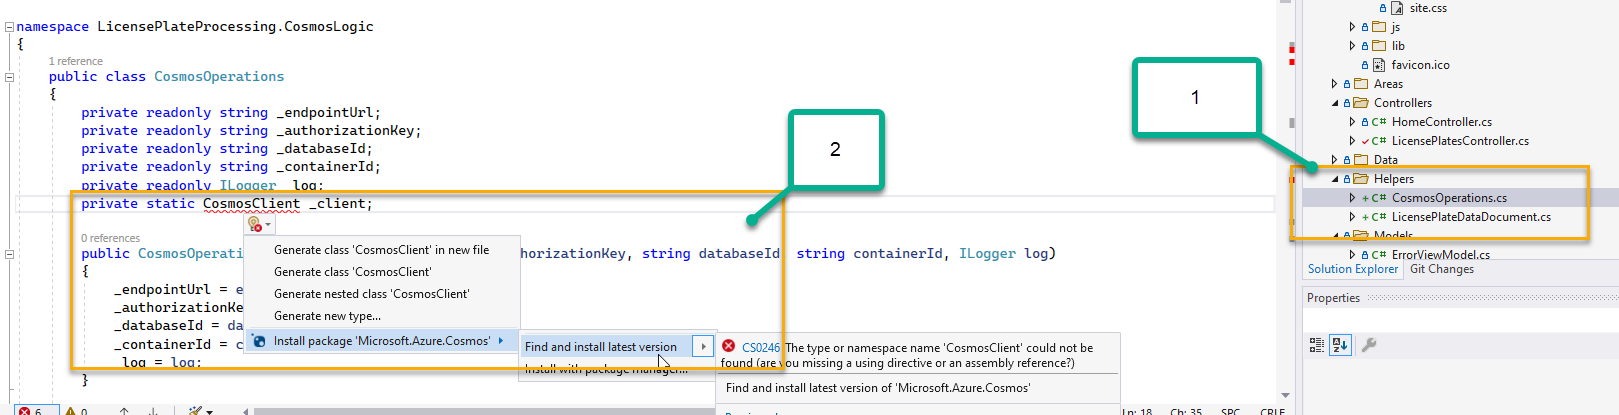 namespace LicensePlateProcessing.CosmosLogic
{
1 reference
public class CosmosOperations
{
private readonly string _endpointUrl;
private readonly string _authorizationKey;
private readonly string _databaseId;
private readonly string _containerId;
private readonly ILogger _log;
private static CosmosClient _client;
0 references
public CosmosOperati
horizationKey, string databaseId, string containerId, ILogger log)
{
_endpointUrl = e
_authorizationKe
_databaseId = da
_containerId = c
_log = log;
}
Generate class 'CosmosClient' in new file
Generate class 'CosmosClient'
Generate nested class 'CosmosClient'
Generate new type...
Install package 'Microsoft.Azure.Cosmos'
Find and install latest version
Install with package manager...
CS0246 The type or namespace name 'CosmosClient' could not be
found (are you missing a using directive or an assembly reference?)
Find and install latest version of 'Microsoft.Azure.Cosmos'
2
1
site.css
js
lib
favicon.ico
Areas
Controllers
C# HomeController.cs
C# LicensePlatesController.cs
Data
Helpers
C# CosmosOperations.cs
C# LicensePlateDataDocument.cs
Models
C# ErrorViewModel.cs
Solution Explorer Git Changes
Properties
6 0
Ln: 18 Ch: 35 SPC CRLF